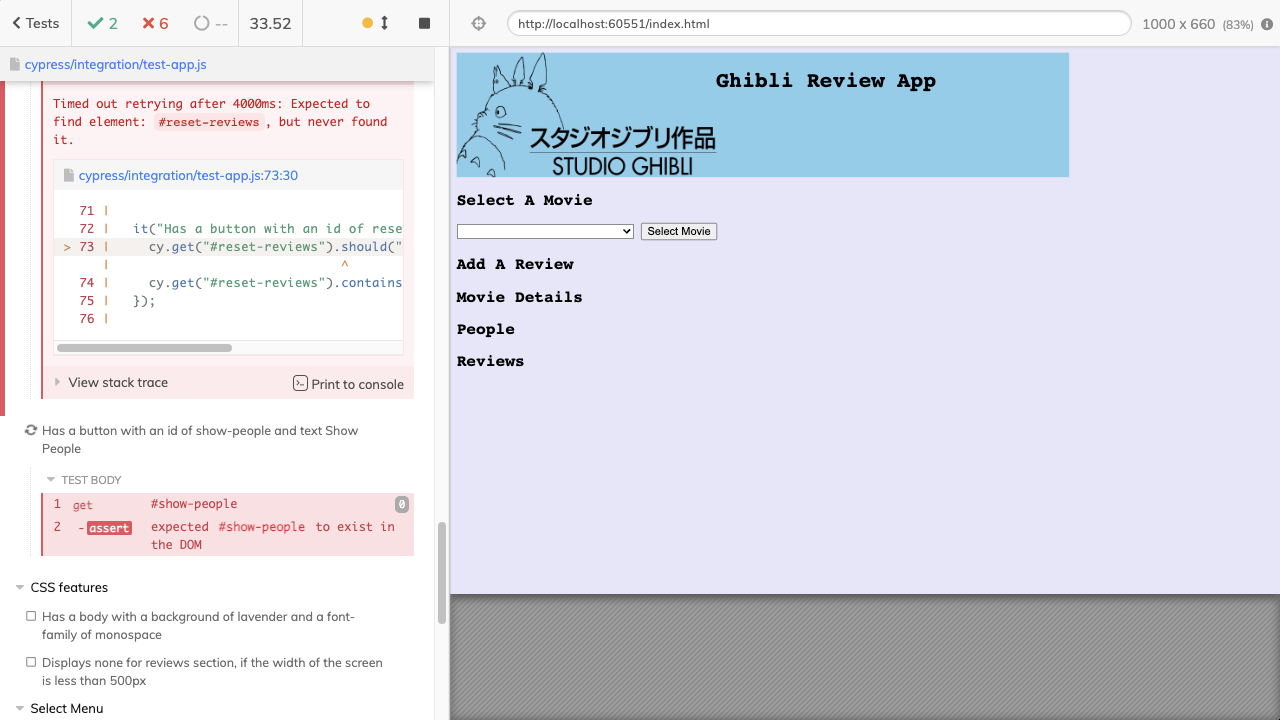 Tests
2
6
--
33.52
http://localhost:60551/index.html
1000 x 660 (83%)
cypress/integration/test-app.js
Timed out retrying after 4000ms: Expected to
find element: #reset-reviews, but never found
it.
cypress/integration/test-app.js:73:30
71 |
72 | it("Has a button with an id of rese
> 73 | cy.get("#reset-reviews").should("
| ^
74 | cy.get("#reset-reviews").contains
75 | });
76 |
View stack trace
Print to console
Has a button with an id of show-people and text Show
People
TEST BODY
1 get #show-people 0
2 -assert expected #show-people to exist in
the DOM
CSS features
Has a body with a background of lavender and a font-
family of monospace
Displays none for reviews section, if the width of the screen
is less than 500px
Select Menu
Ghibli Review App
スタジオジブリ作品
STUDIO GHIBLI
Select A Movie
Select Movie
Add A Review
Movie Details
People
Reviews